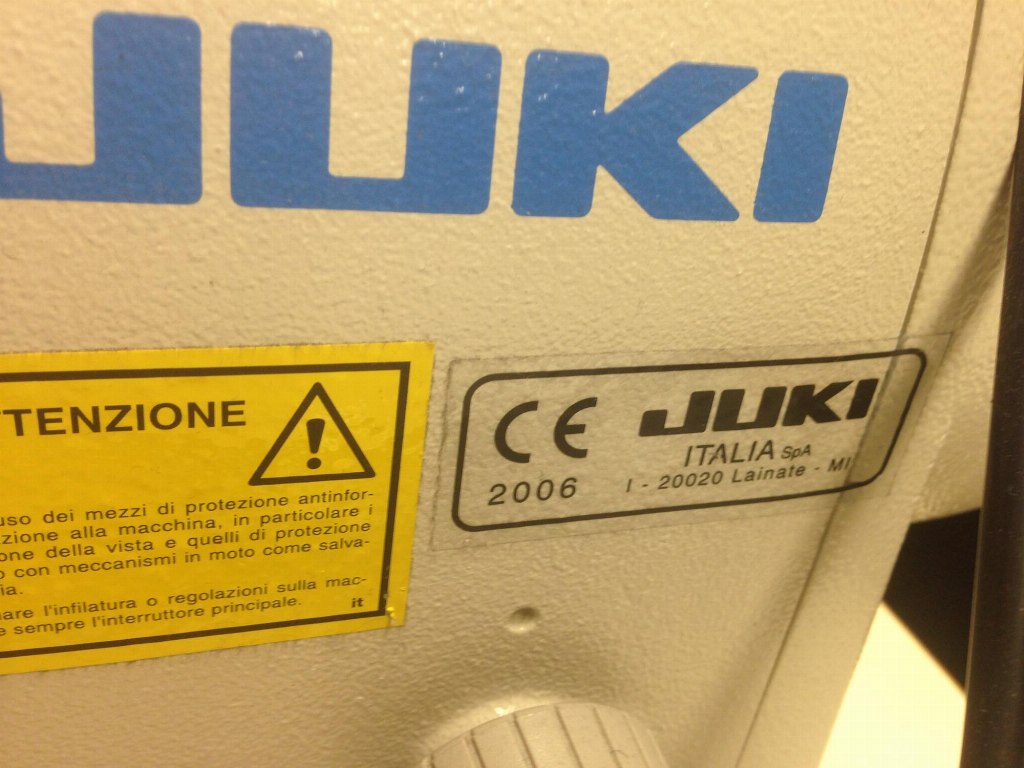 JUKI
TTENZIONE
uso dei mezzi di protezione antinfor-
zione alla macchina, in particolare i
one della vista e quelli di protezione
o con meccanismi in moto come salva-
ia.
nare l'infilatura o regolazioni sulla mac-
e sempre l'interruttore principale.
it
CE JUKI
ITALIA SpA
2006 I - 20020 Lainate - MI